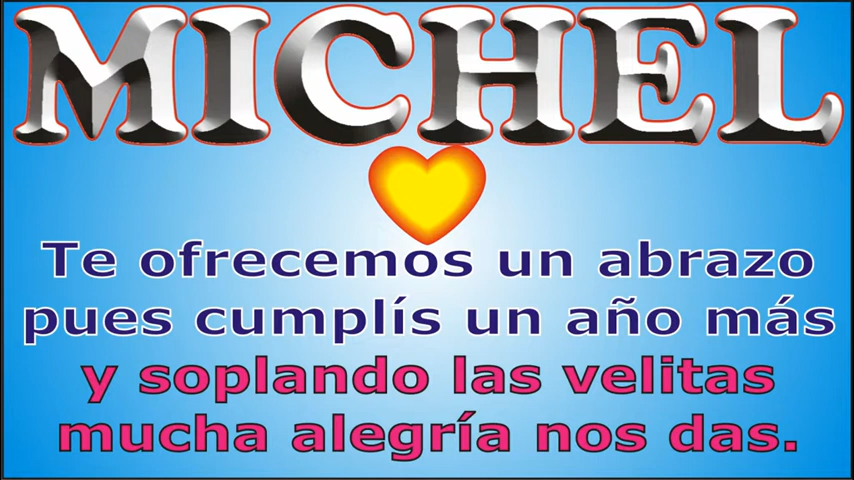 MICHEL
Te ofrecemos un abrazo
pues cumplís un año más
y soplando las velitas
mucha alegría nos das.